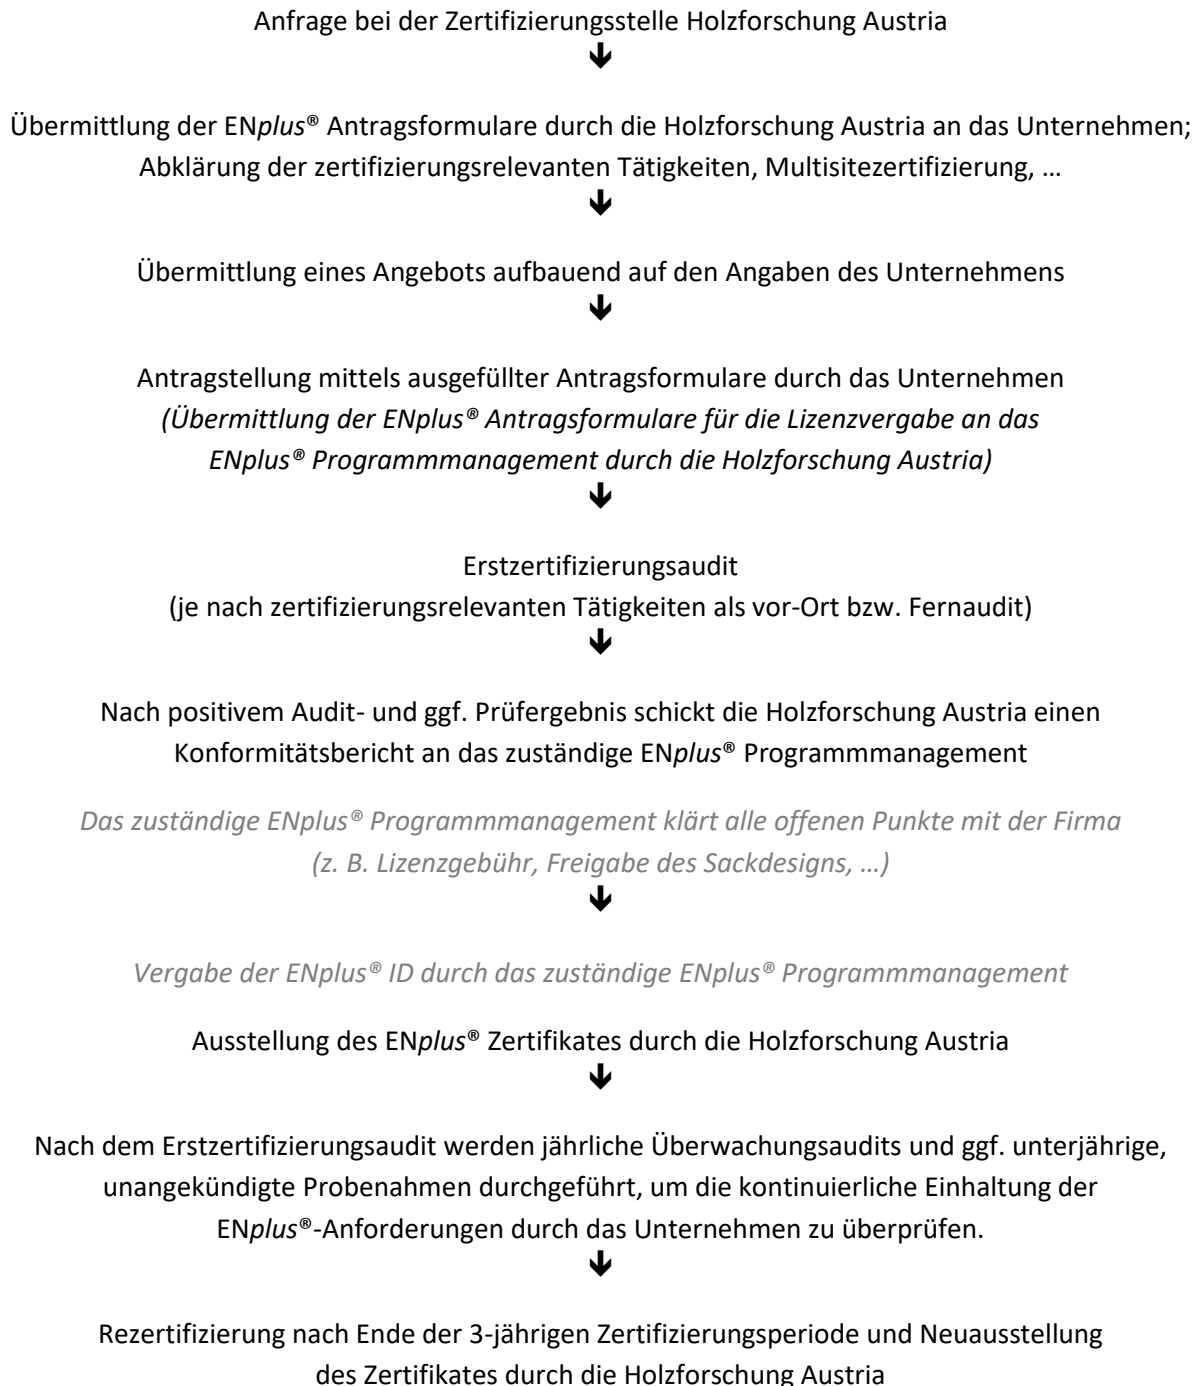 Anfrage bei der Zertifizierungsstelle Holzforschung Austria
Übermittlung der ENplus® Antragsformulare durch die Holzforschung Austria an das Unternehmen;
Abklärung der zertifizierungsrelevanten Tätigkeiten, Multisitezertifizierung, …
Übermittlung eines Angebots aufbauend auf den Angaben des Unternehmens
Antragstellung mittels ausgefüllter Antragsformulare durch das Unternehmen
(Übermittlung der ENplus® Antragsformulare für die Lizenzvergabe an das
ENplus® Programmmanagement durch die Holzforschung Austria)
Erstzertifizierungsaudit
(je nach zertifizierungsrelevanten Tätigkeiten als vor-Ort bzw. Fernaudit)
Nach positivem Audit- und ggf. Prüfergebnis schickt die Holzforschung Austria einen
Konformitätsbericht an das zuständige ENplus® Programmmanagement
Das zuständige ENplus® Programmmanagement klärt alle offenen Punkte mit der Firma
(z. B. Lizenzgebühr, Freigabe des Sackdesigns, …)
Vergabe der ENplus® ID durch das zuständige ENplus® Programmmanagement
Ausstellung des ENplus® Zertifikates durch die Holzforschung Austria
Nach dem Erstzertifizierungsaudit werden jährliche Überwachungsaudits und ggf. unterjährige,
unangekündigte Probenahmen durchgeführt, um die kontinuierliche Einhaltung der
ENplus®-Anforderungen durch das Unternehmen zu überprüfen.
Rezertifizierung nach Ende der 3-jährigen Zertifizierungsperiode und Neuausstellung
des Zertifikates durch die Holzforschung Austria